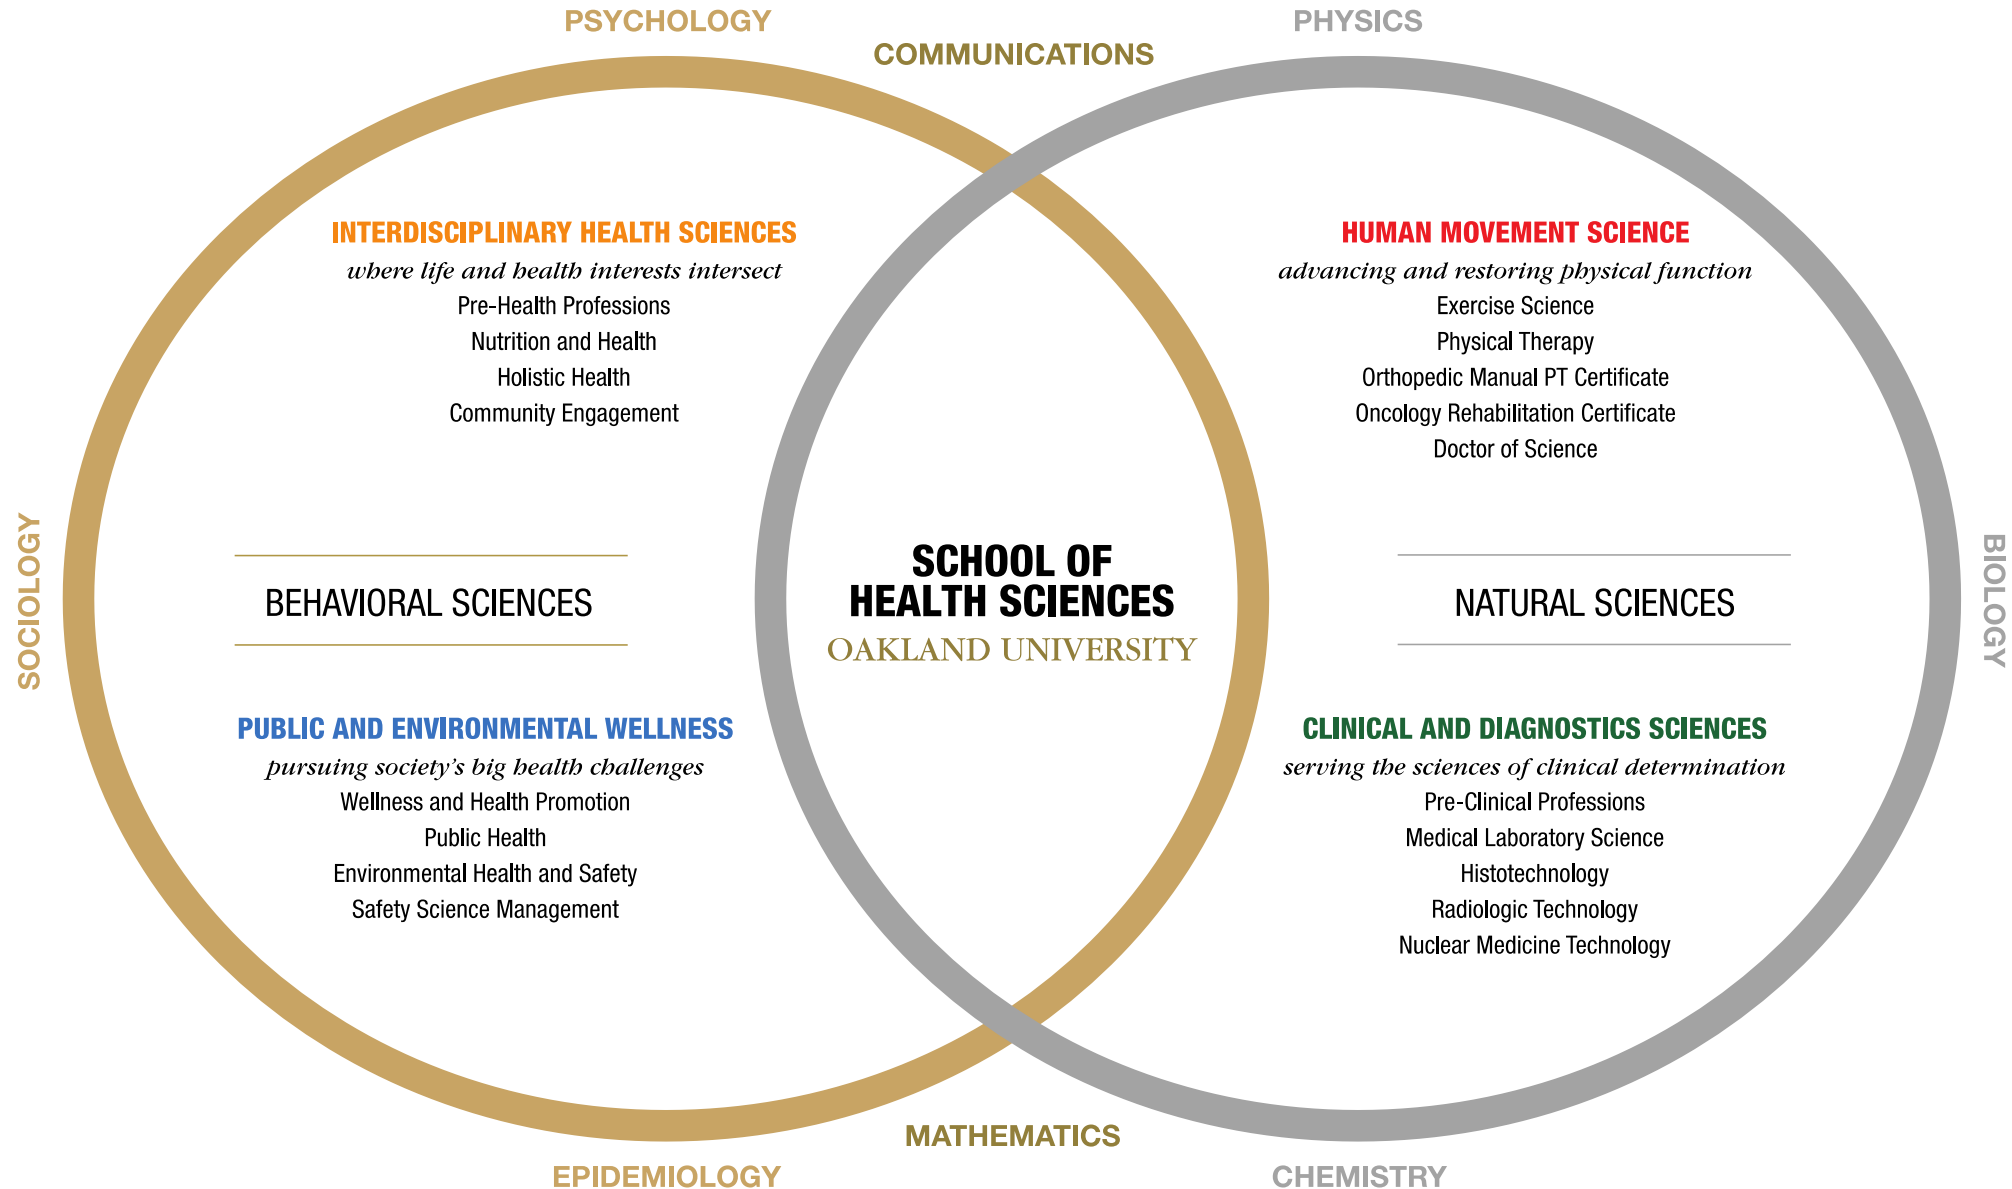 PSYCHOLOGY
PHYSICS
COMMUNICATIONS
INTERDISCIPLINARY HEALTH SCIENCES
where life and health interests intersect
Pre-Health Professions
Nutrition and Health
Holistic Health
Community Engagement
HUMAN MOVEMENT SCIENCE
advancing and restoring physical function
Exercise Science
Physical Therapy
Orthopedic Manual PT Certificate
Oncology Rehabilitation Certificate
Doctor of Science
SOCIOLOGY
BEHAVIORAL SCIENCES
SCHOOL OF
HEALTH SCIENCES
OAKLAND UNIVERSITY
NATURAL SCIENCES
BIOLOGY
PUBLIC AND ENVIRONMENTAL WELLNESS
pursuing society's big health challenges
Wellness and Health Promotion
Public Health
Environmental Health and Safety
Safety Science Management
CLINICAL AND DIAGNOSTICS SCIENCES
serving the sciences of clinical determination
Pre-Clinical Professions
Medical Laboratory Science
Histotechnology
Radiologic Technology
Nuclear Medicine Technology
MATHEMATICS
EPIDEMIOLOGY
CHEMISTRY